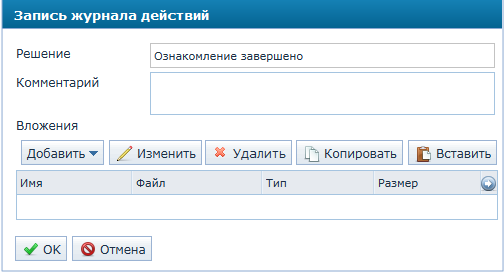 Запись журнала действий
Решение Ознакомление завершено
Комментарий
Вложения
Добавить Изменить Удалить Копировать Вставить
Имя Файл Тип Размер
OK Отмена